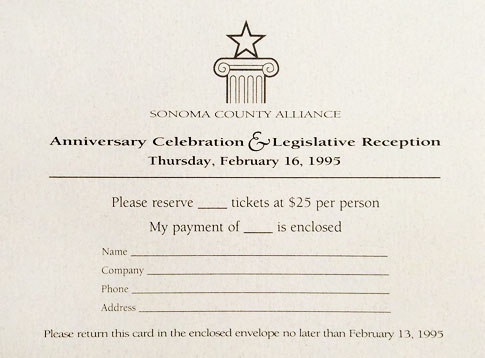 SONOMA COUNTY ALLIANCE
Anniversary Celebration & Legislative Reception
Thursday, February 16, 1995
Please reserve ____ tickets at $25 per person
My payment of ____ is enclosed
Name
Company
Phone
Address
Please return this card in the enclosed envelope no later than February 13, 1995